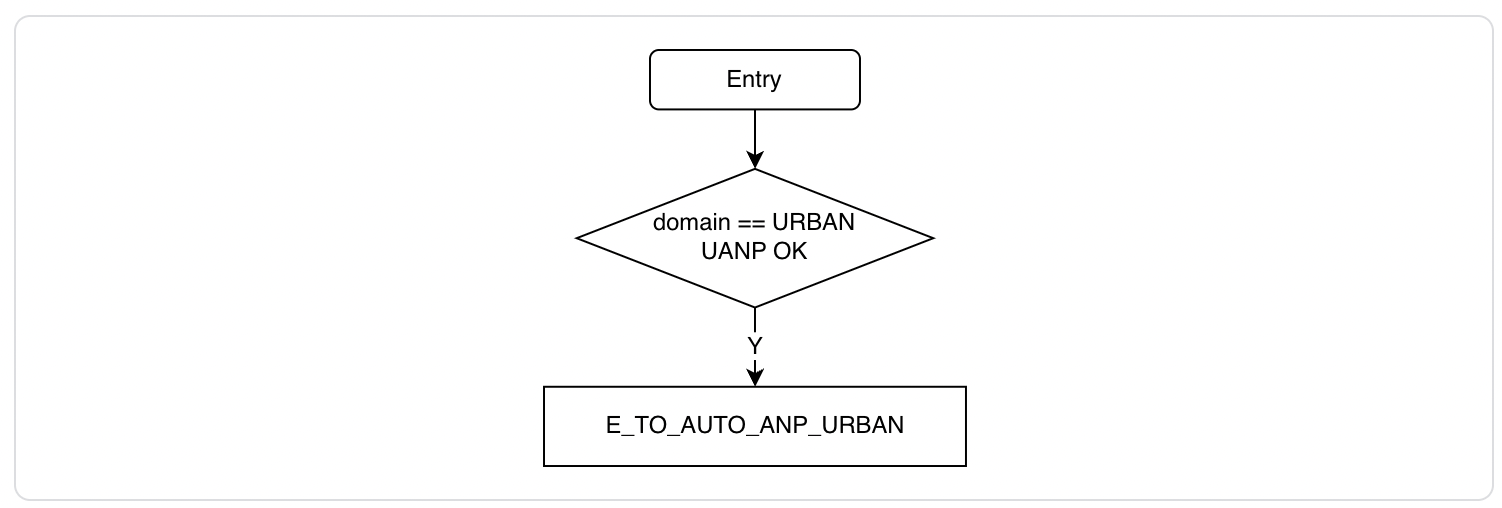 Entry
domain == URBAN
UANP OK
Y
E_TO_AUTO_ANP_URBAN